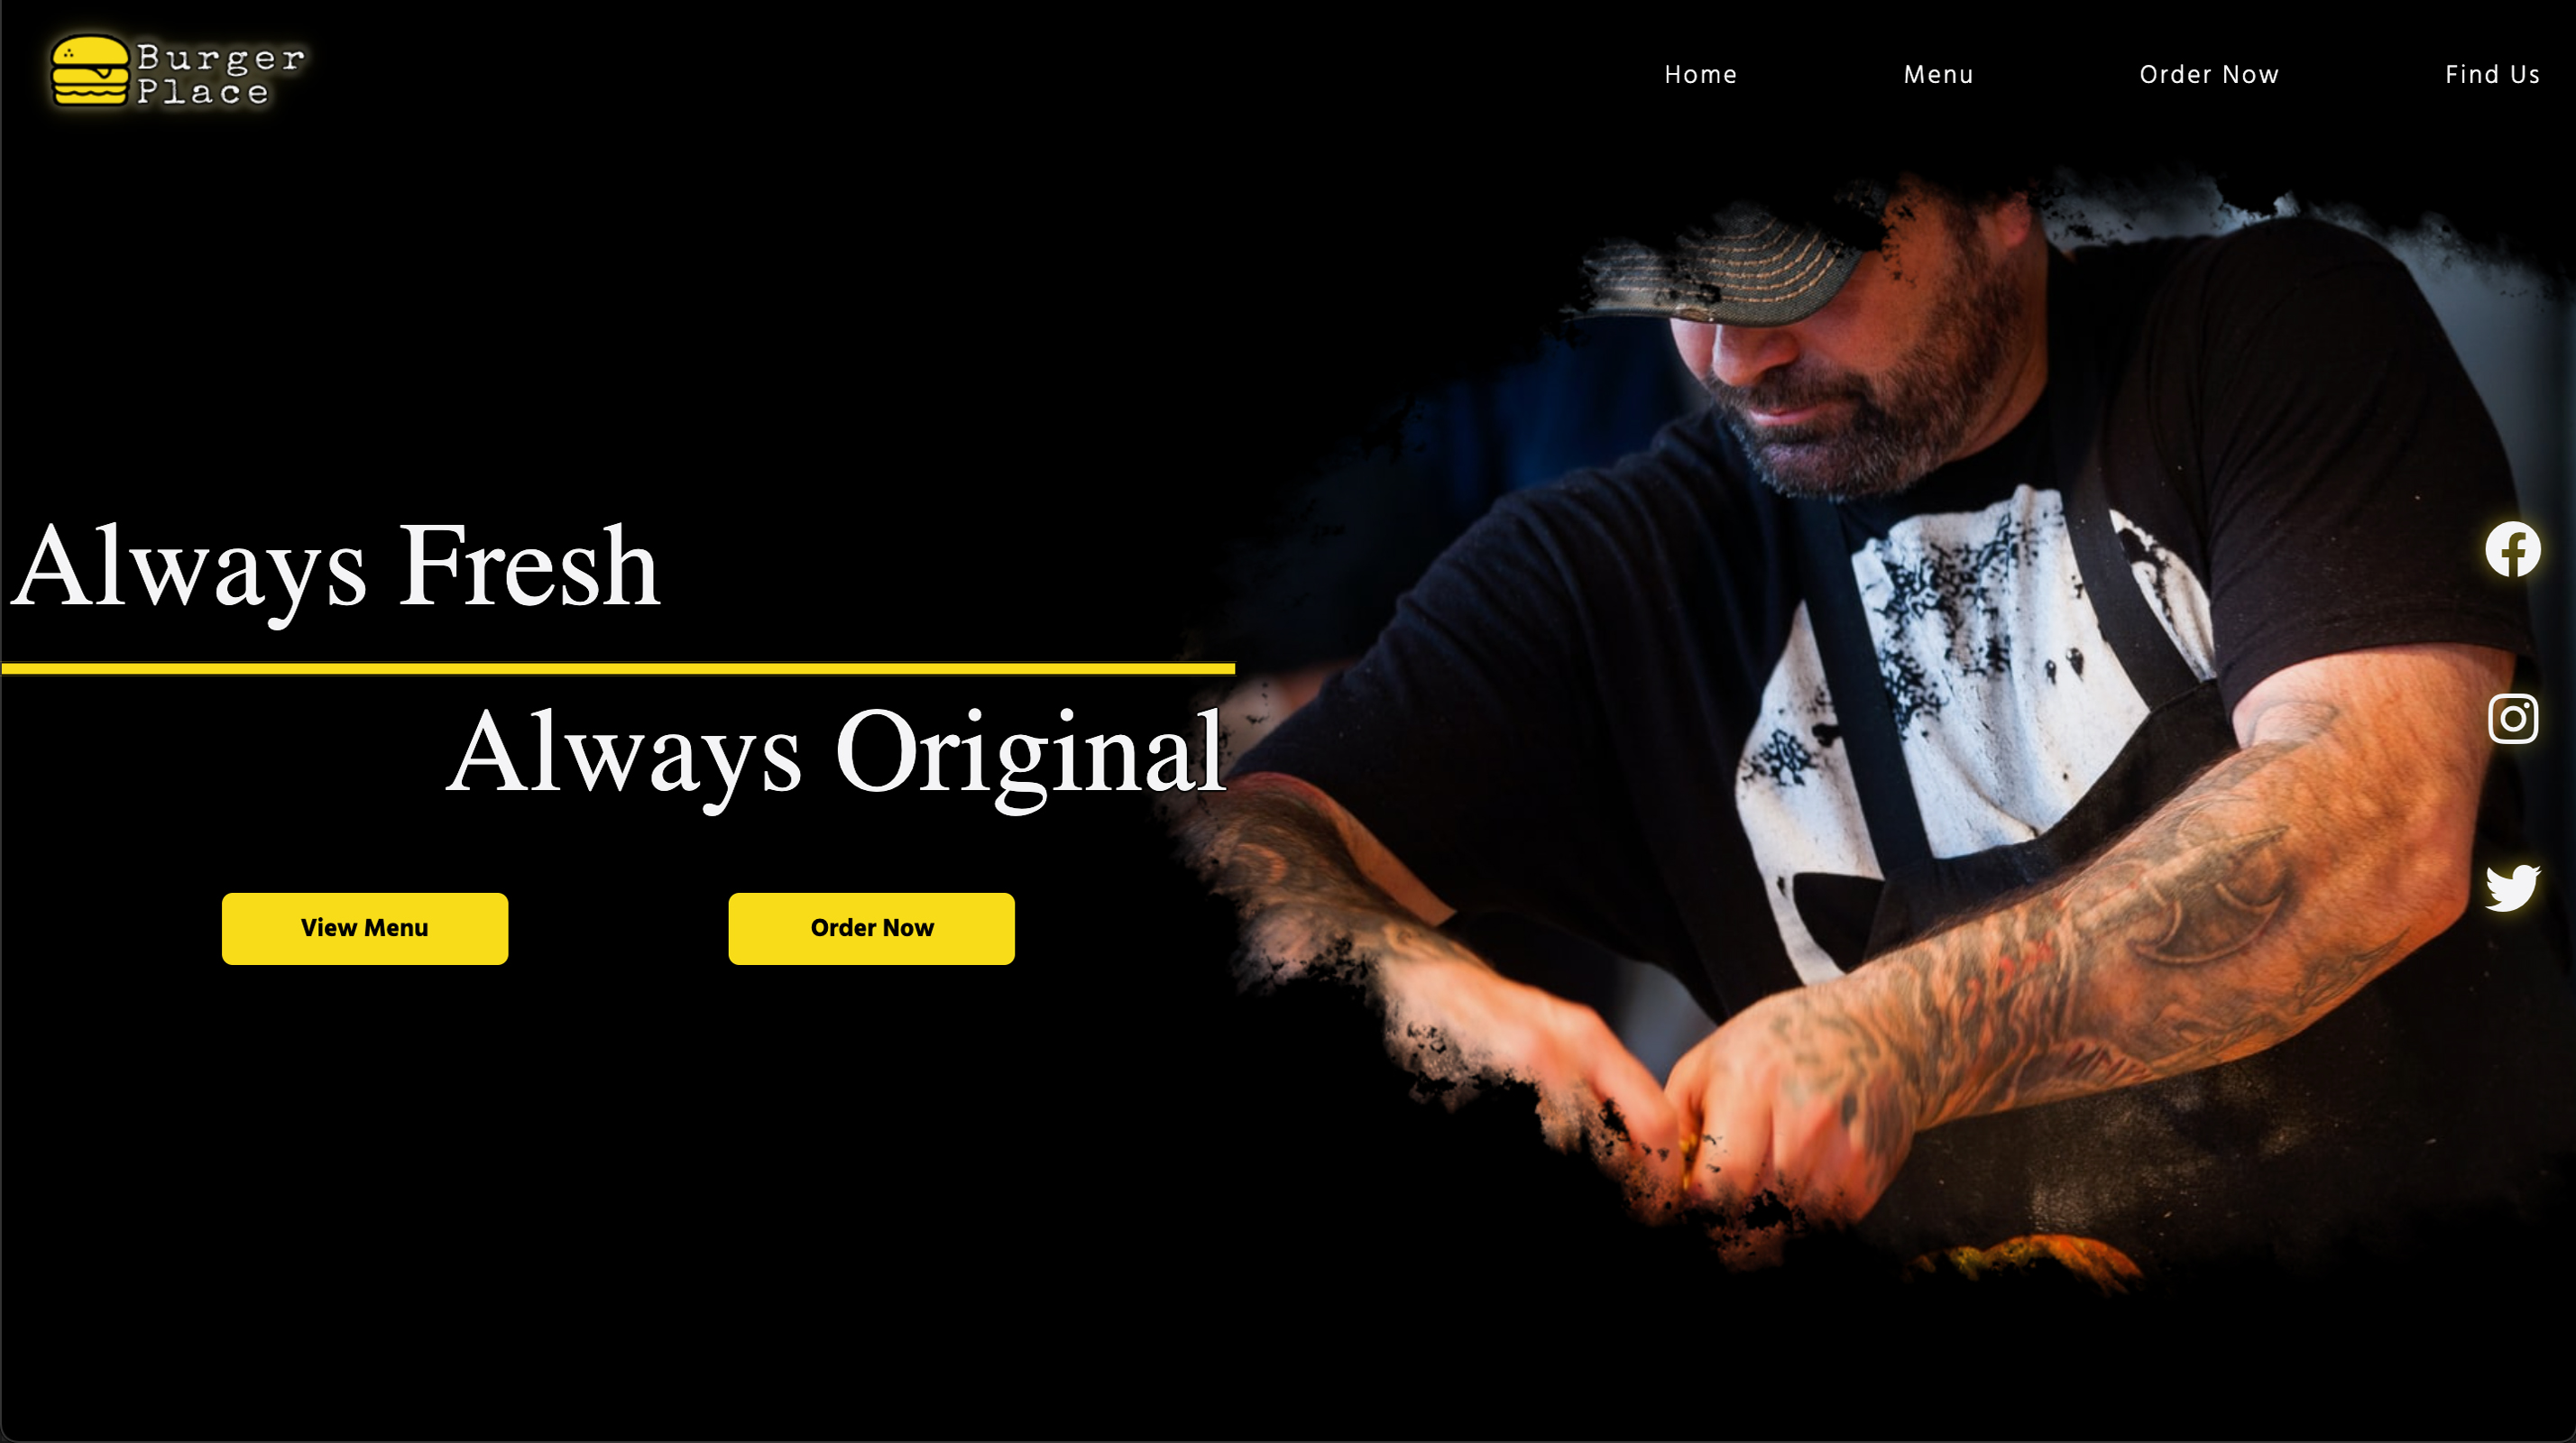 Burger
Place
Home
Menu
Order Now
Find Us
Always Fresh
Always Original
View Menu
Order Now